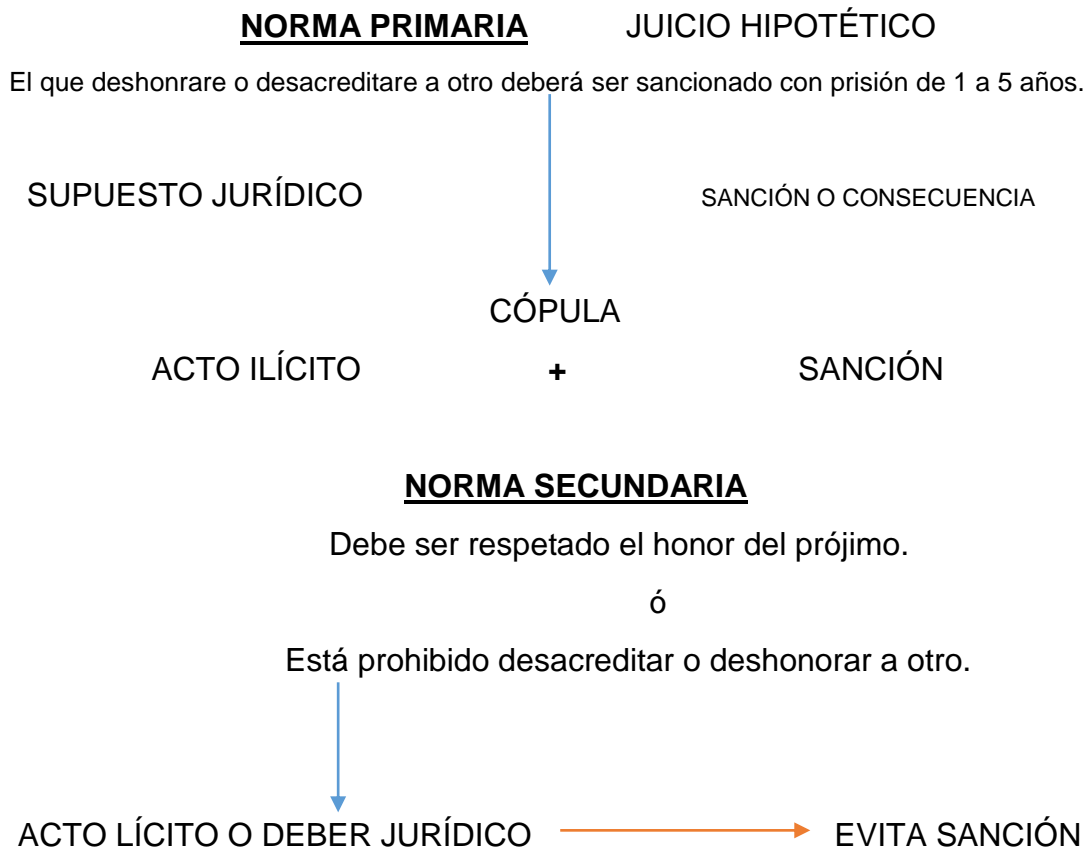 NORMA PRIMARIA JUICIO HIPOTÉTICO
El que deshonrare o desacreditare a otro deberá ser sancionado con prisión de 1 a 5 años.
SUPUESTO JURÍDICO SANCIÓN O CONSECUENCIA
CÓPULA
ACTO ILÍCITO + SANCIÓN
NORMA SECUNDARIA
Debe ser respetado el honor del prójimo.
ó
Está prohibido desacreditar o deshonorar a otro.
ACTO LÍCITO O DEBER JURÍDICO EVITA SANCIÓN